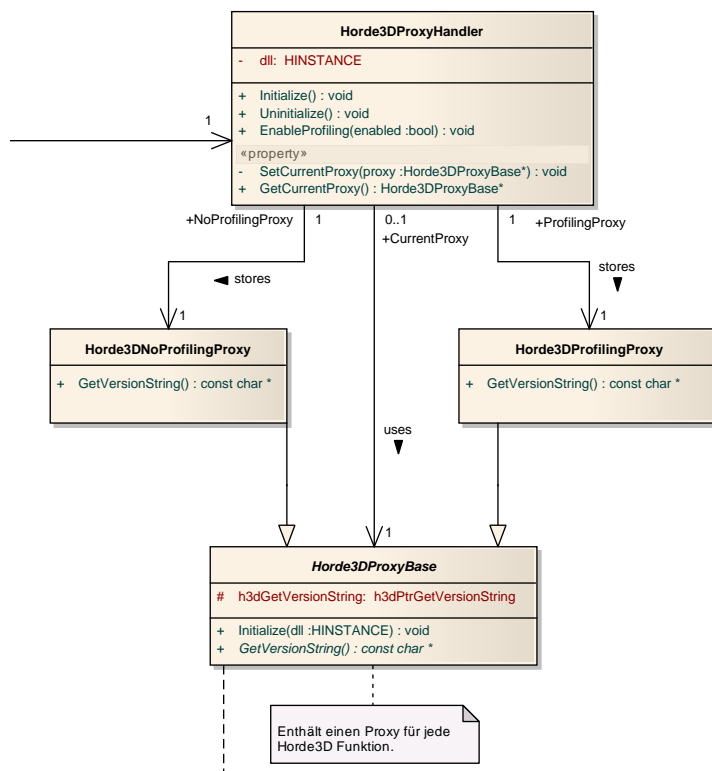 Horde3DProxyHandler
- dll: HINSTANCE
+ Initialize() : void
+ Uninitialize() : void
+ EnableProfiling(enabled :bool) : void
«property»
- SetCurrentProxy(proxy :Horde3DProxyBase*) : void
+ GetCurrentProxy() : Horde3DProxyBase*
1
+NoProfilingProxy
1
0..1
+CurrentProxy
1
+ProfilingProxy
stores
stores
1
1
Horde3DNoProfilingProxy
+ GetVersionString() : const char *
Horde3DProfilingProxy
+ GetVersionString() : const char *
uses
1
Horde3DProxyBase
# h3dGetVersionString: h3dPtrGetVersionString
+ Initialize(dll :HINSTANCE) : void
+ GetVersionString() : const char *
Enthält einen Proxy für jede
Horde3D Funktion.